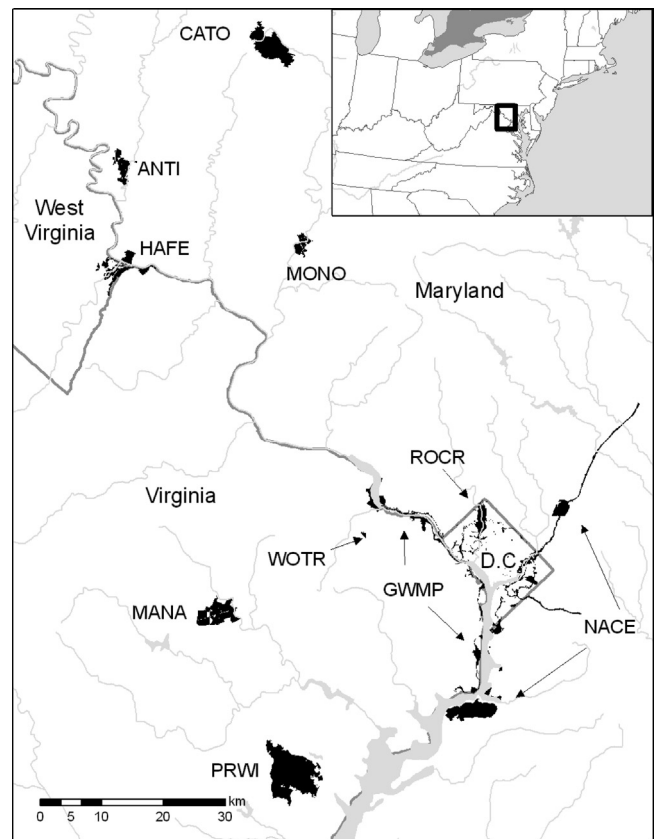 CATO
ANTI
West
Virginia
HAFE
MONO
Maryland
ROCR
Virginia
D.C.
WOTR
GWMP
MANA
NACE
PRWI
km
0 5 10 20 30